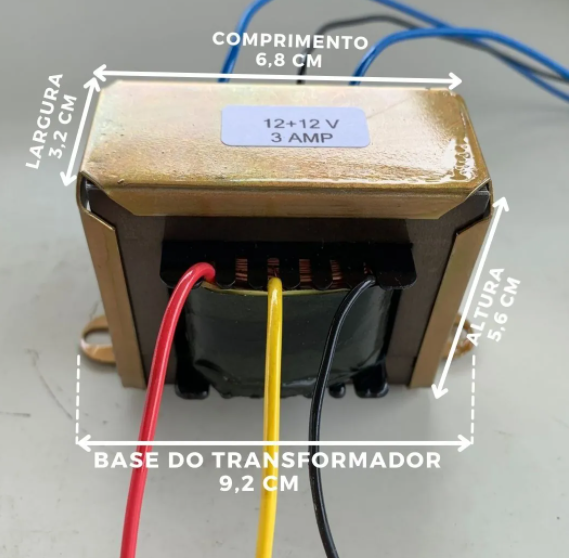 COMPRIMENTO
6,8 CM
LARGURA
3,2 CM
12+12 V
3 AMP
ALTURA
5,6 CM
BASE DO TRANSFORMADOR
9,2 CM